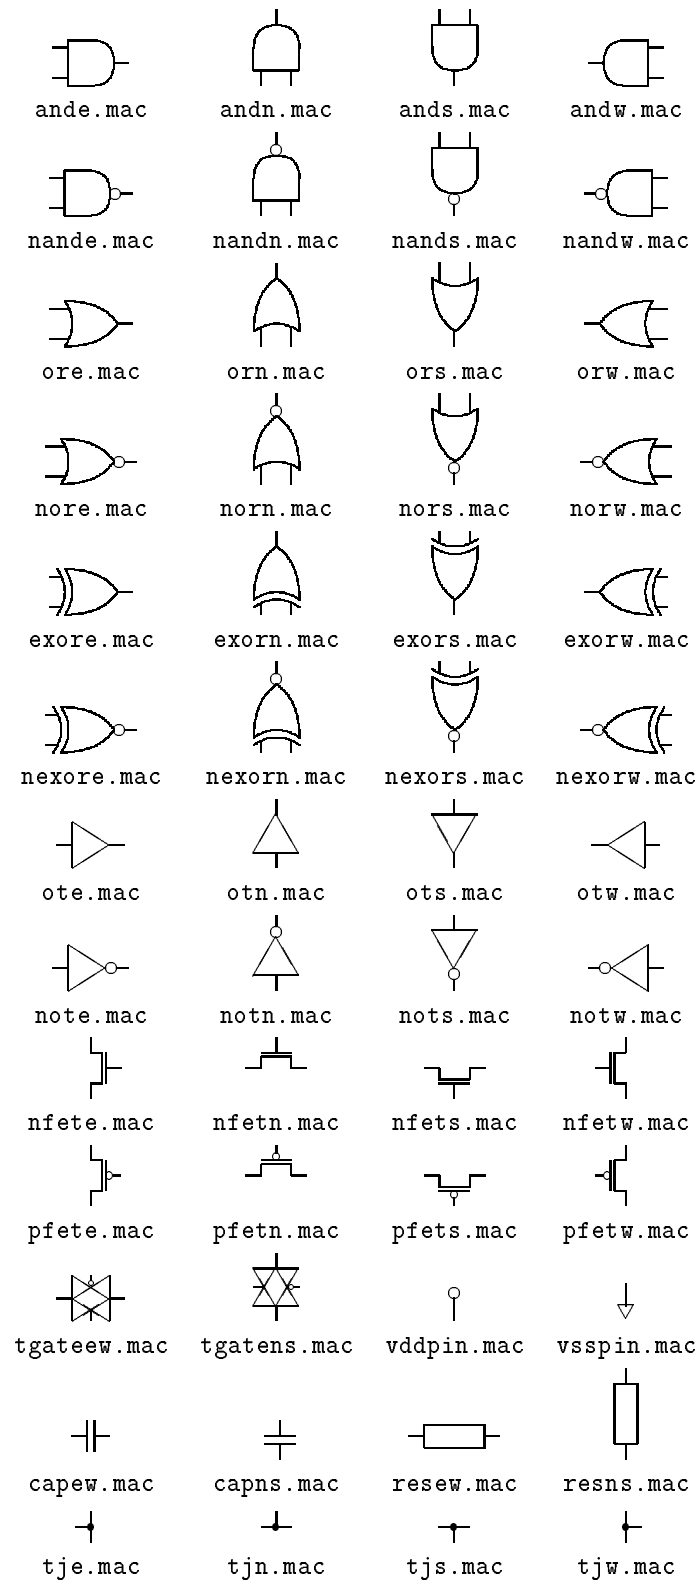 ande.mac andn.mac ands.mac andw.mac
nande.mac nandn.mac nands.mac nandw.mac
ore.mac orn.mac ors.mac orw.mac
nore.mac norn.mac nors.mac norw.mac
exore.mac exorn.mac exors.mac exorw.mac
nexore.mac nexorn.mac nexors.mac nexorw.mac
ote.mac otn.mac ots.mac otw.mac
note.mac notn.mac nots.mac notw.mac
nfete.mac nfetn.mac nfets.mac nfetw.mac
pfete.mac pfetn.mac pfets.mac pfetw.mac
tgateew.mac tgatens.mac vddpin.mac vsspin.mac
capew.mac capns.mac resew.mac resns.mac
tje.mac tjn.mac tjs.mac tjw.mac